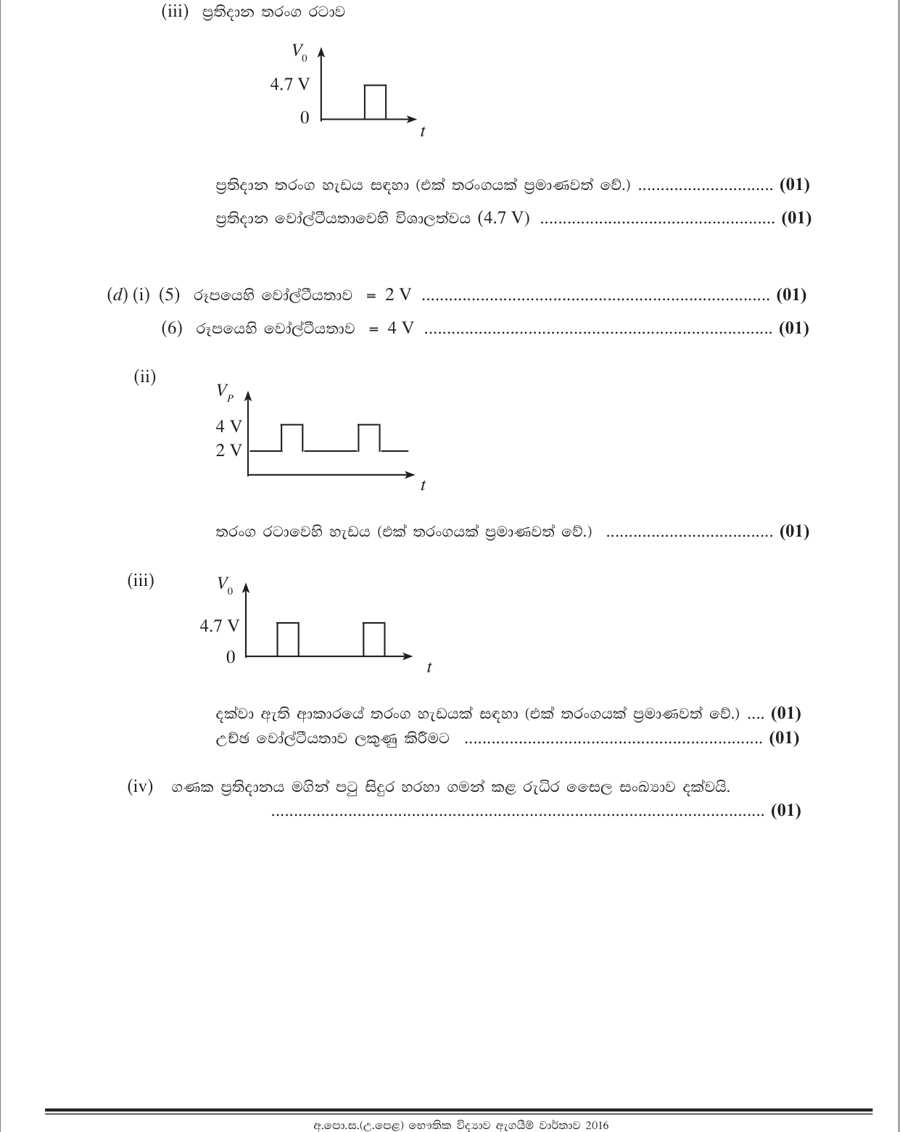 (iii) ප්‍රතිදාන තරංග රටාව
V0
4.7 V
0
t
ප්‍රතිදාන තරංග හැඩය සඳහා (එක් තරංගයක් ප්‍රමාණවත් වේ.) .............................. (01)
ප්‍රතිදාන වෝල්ටීයතාවෙහි විශාලත්වය (4.7 V) .................................................... (01)
(d) (i) (5) රූපයෙහි වෝල්ටීයතාව = 2 V ............................................................................. (01)
(6) රූපයෙහි වෝල්ටීයතාව = 4 V ............................................................................. (01)
(ii)
VP
4 V
2 V
t
තරංග රටාවෙහි හැඩය (එක් තරංගයක් ප්‍රමාණවත් වේ.) ..................................... (01)
(iii)
V0
4.7 V
0
t
දක්වා ඇති ආකාරයේ තරංග හැඩයක් සඳහා (එක් තරංගයක් ප්‍රමාණවත් වේ.) .... (01)
උච්ඡ වෝල්ටීයතාව ලකුණු කිරීමට .................................................................. (01)
(iv) ගණක ප්‍රතිදානය මගින් පටු සිදුර හරහා ගමන් කළ රුධිර සෛල සංඛ්‍යාව දක්වයි.
............................................................................................................. (01)
අ.පො.ස.(උ.පෙළ) භෞතික විද්‍යාව ඇගයීම් වාර්තාව 2016